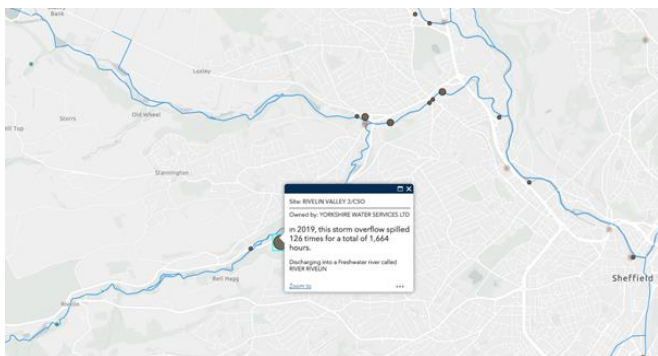 Bank
Loxley
Storrs
Old Wheel
Hill Top
Stannington
Site: RIVELIN VALLEY 2/CSO
Owned by: YORKSHIRE WATER SERVICES LTD
In 2019, this storm overflow spilled
126 times for a total of 1,664
hours.
Discharging into a Freshwater river called
RIVER RIVELIN
Zoom to
...
Bell Hagg
Rivelin
Sheffield